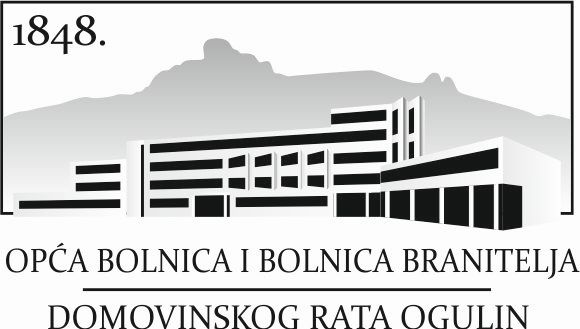 1848.
OPĆA BOLNICA I BOLNICA BRANITELJA
DOMOVINSKOG RATA OGULIN